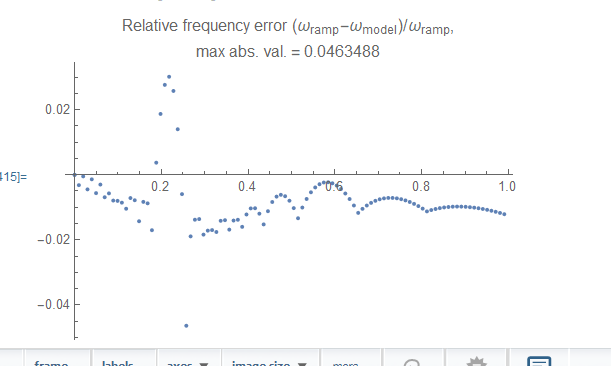 Relative frequency error (ωramp−ωmodel)/ωramp,
max abs. val. = 0.0463488
0.02
415]=
0.2 0.4 0.6 0.8 1.0
−0.02
−0.04
frame labels axes ▼ image size ▼ more